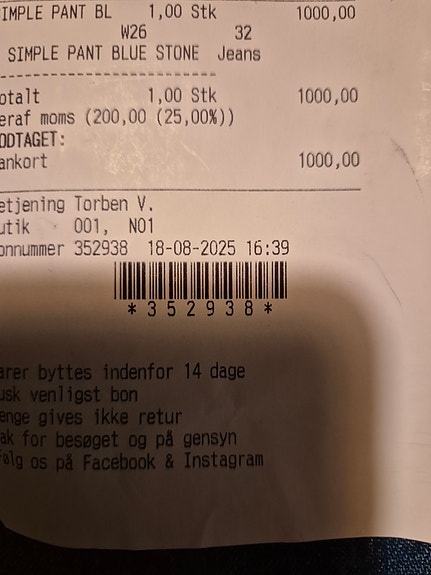 IMPLE PANT BL 1,00 Stk 1000,00
W26 32
SIMPLE PANT BLUE STONE Jeans
otalt 1,00 Stk 1000,00
eraf moms (200,00 (25,00%))
ODTAGET:
ankort 1000,00
etjening Torben V.
utik 001, N01
onnummer 352938 18-08-2025 16:39
*352938*
arer byttes indenfor 14 dage
usk venligst bon
enge gives ikke retur
ak for besøget og på gensyn
følg os på Facebook & Instagram